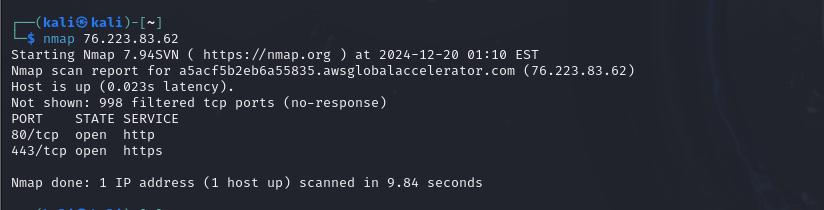 ┌──(kali㉿kali)-[~]
└─$ nmap 76.223.83.62
Starting Nmap 7.94SVN ( https://nmap.org ) at 2024-12-20 01:10 EST
Nmap scan report for a5acf5b2eb6a55835.awsglobalaccelerator.com (76.223.83.62)
Host is up (0.023s latency).
Not shown: 998 filtered tcp ports (no-response)
PORT    STATE SERVICE
80/tcp  open  http
443/tcp open  https
Nmap done: 1 IP address (1 host up) scanned in 9.84 seconds